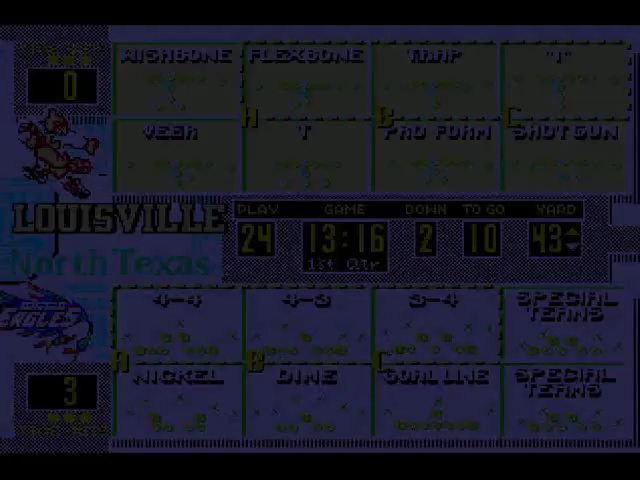 WISHBONE FLEXBONE TRAP "I"
0
A B C
VEER T PRO FORM SHOTGUN
LOUISVILLE
PLAY GAME DOWN TO GO YARD
24 13:16 2 10 43
1st Qtr
North Texas
4-4 4-3 3-4 SPECIAL TEAMS
EAGLES
A B C
NICKEL DIME GOAL LINE SPECIAL TEAMS
3